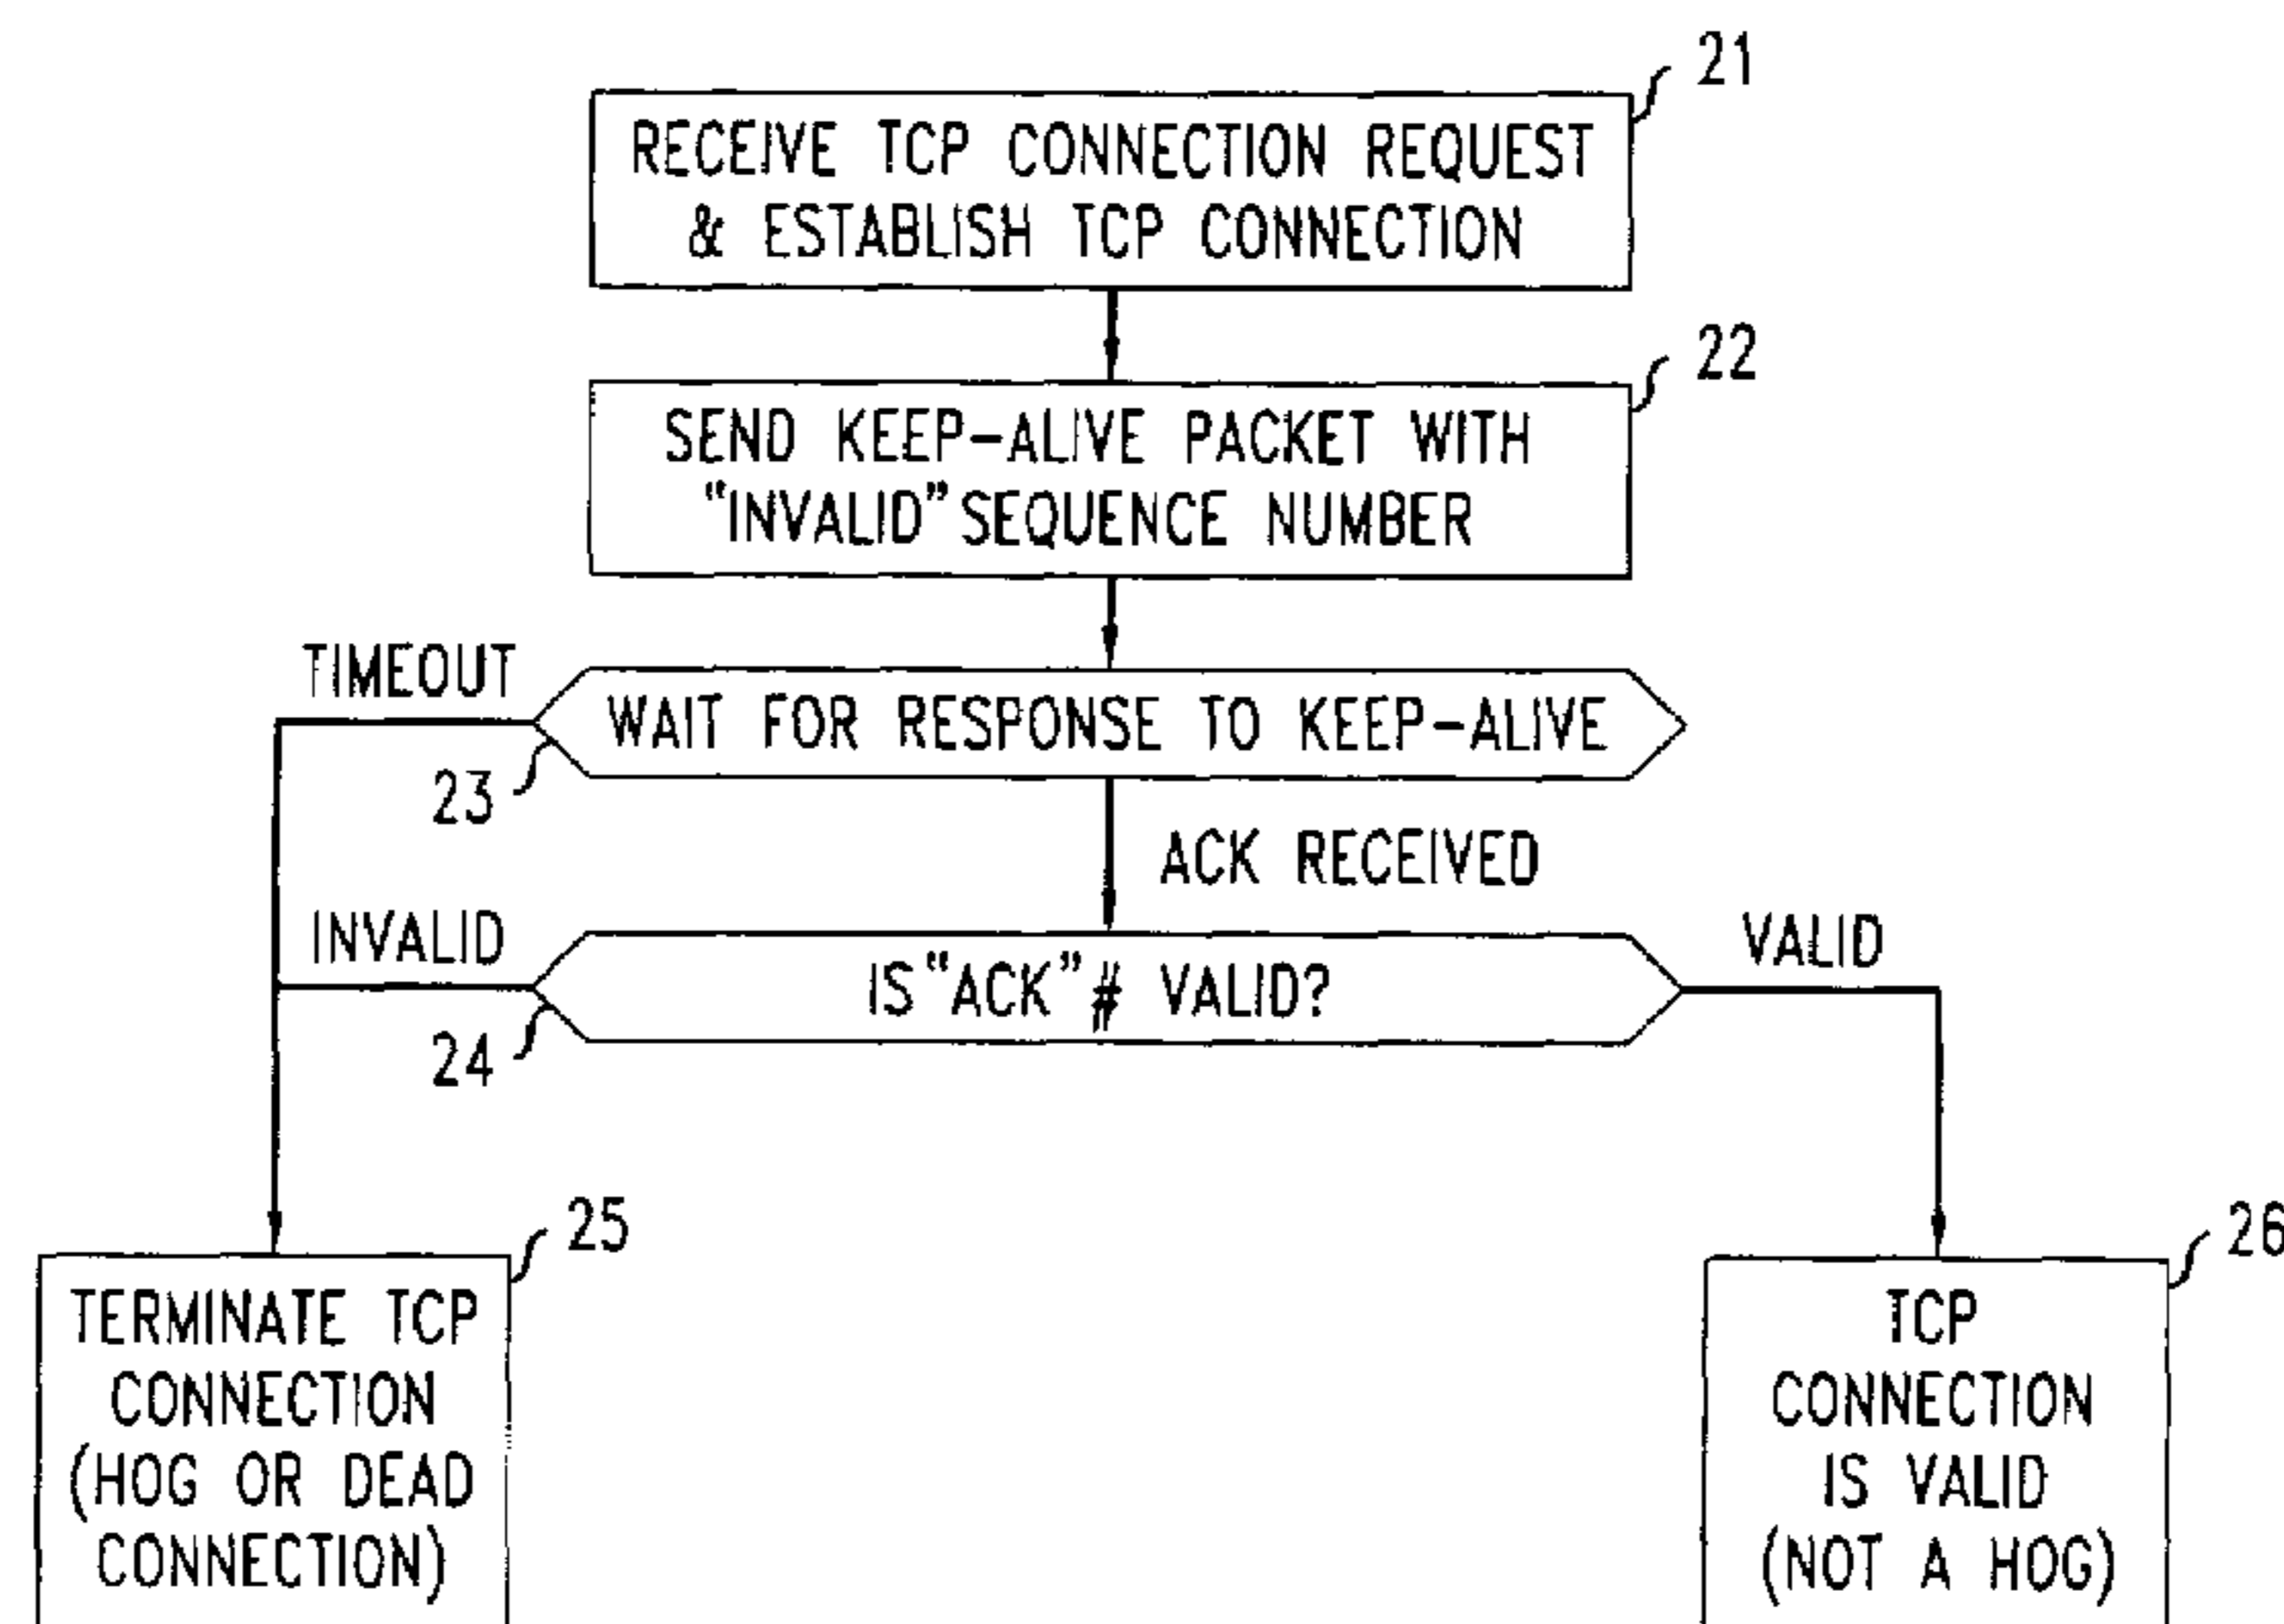 21
RECEIVE TCP CONNECTION REQUEST
& ESTABLISH TCP CONNECTION
22
SEND KEEP-ALIVE PACKET WITH
"INVALID" SEQUENCE NUMBER
TIMEOUT
WAIT FOR RESPONSE TO KEEP-ALIVE
23
ACK RECEIVED
INVALID
IS "ACK" # VALID?
VALID
24
25
TERMINATE TCP
CONNECTION
(HOG OR DEAD
CONNECTION)
26
TCP
CONNECTION
IS VALID
(NOT A HOG)